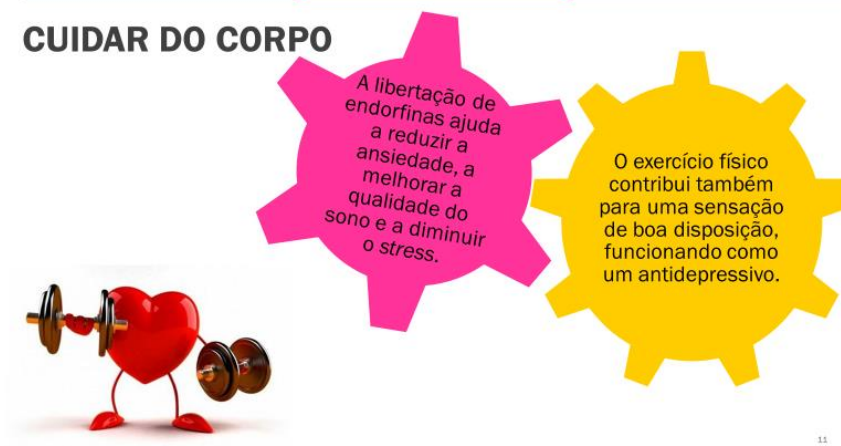 CUIDAR DO CORPO
A libertação de
endorfinas ajuda
a reduzir a
ansiedade, a
melhorar a
qualidade do
sono e a diminuir
o stress.
O exercício físico
contribui também
para uma sensação
de boa disposição,
funcionando como
um antidepressivo.
11